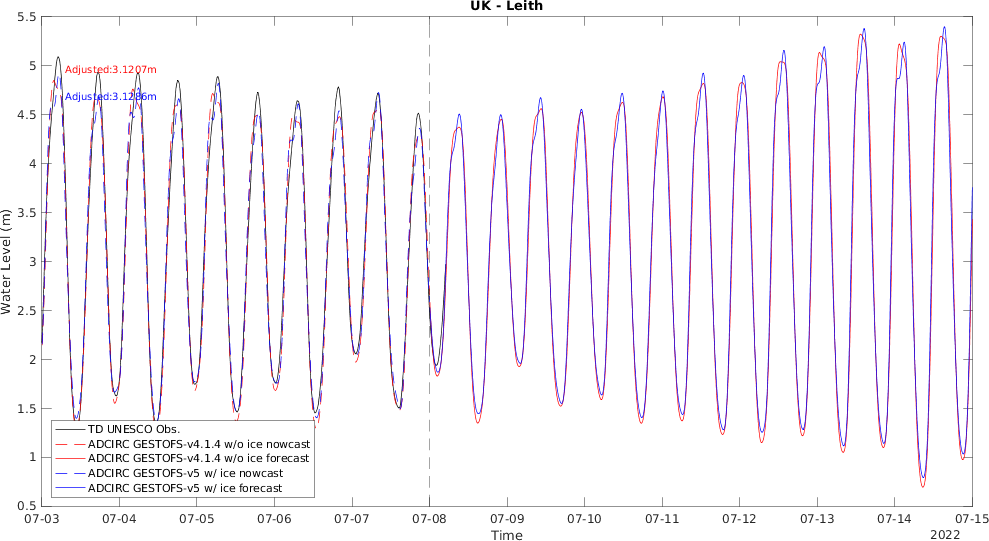 UK - Leith
5.5
5
4.5
4
3.5
3
2.5
2
1.5
1
0.5
Water Level (m)
Adjusted:3.1207m
Adjusted:3.1286m
TD UNESCO Obs.
ADCIRC GESTOFS-v4.1.4 w/o ice nowcast
ADCIRC GESTOFS-v4.1.4 w/o ice forecast
ADCIRC GESTOFS-v5 w/ ice nowcast
ADCIRC GESTOFS-v5 w/ ice forecast
07-03 07-04 07-05 07-06 07-07 07-08 07-09 07-10 07-11 07-12 07-13 07-14 07-15
Time
2022